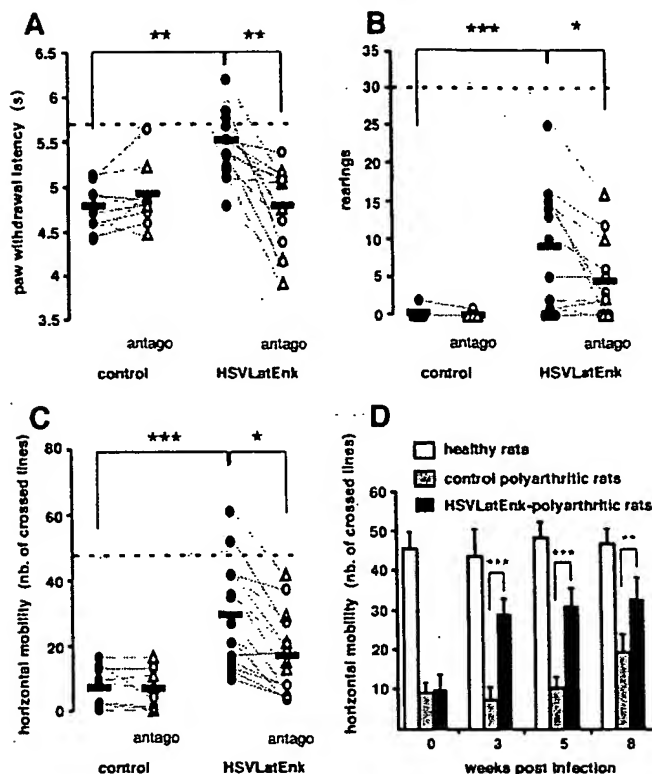 A
** **
paw withdrawal latency (s)
6.5
6
5.5
5
4.5
4
3.5
antago antago
control HSVLatEnk
B
*** *
rearings
35
30
25
20
15
10
5
0
antago antago
control HSVLatEnk
C
*** *
horizontal mobility (nb. of crossed lines)
80
60
40
20
0
antago antago
control HSVLatEnk
D
healthy rats
control polyarthritic rats
HSVLatEnk-polyarthritic rats
horizontal mobility (nb. of crossed lines)
60
50
40
30
20
10
*** *** **
0 3 5 8
weeks post infection